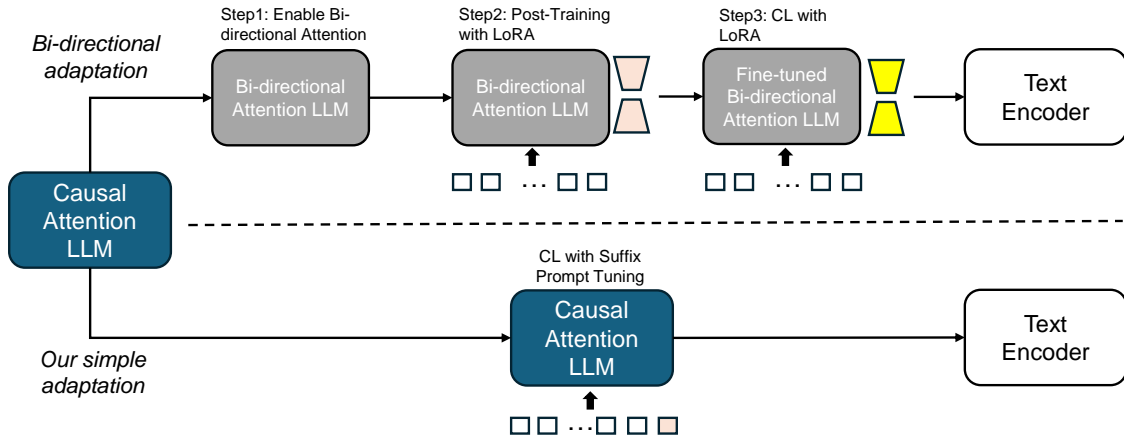 Bi-directional
adaptation
Step1: Enable Bi-
directional Attention
Bi-directional
Attention LLM
Step2: Post-Training
with LoRA
Bi-directional
Attention LLM
...
Step3: CL with
LoRA
Fine-tuned
Bi-directional
Attention LLM
...
Text
Encoder
Causal
Attention
LLM
Our simple
adaptation
CL with Suffix
Prompt Tuning
Causal
Attention
LLM
...
Text
Encoder